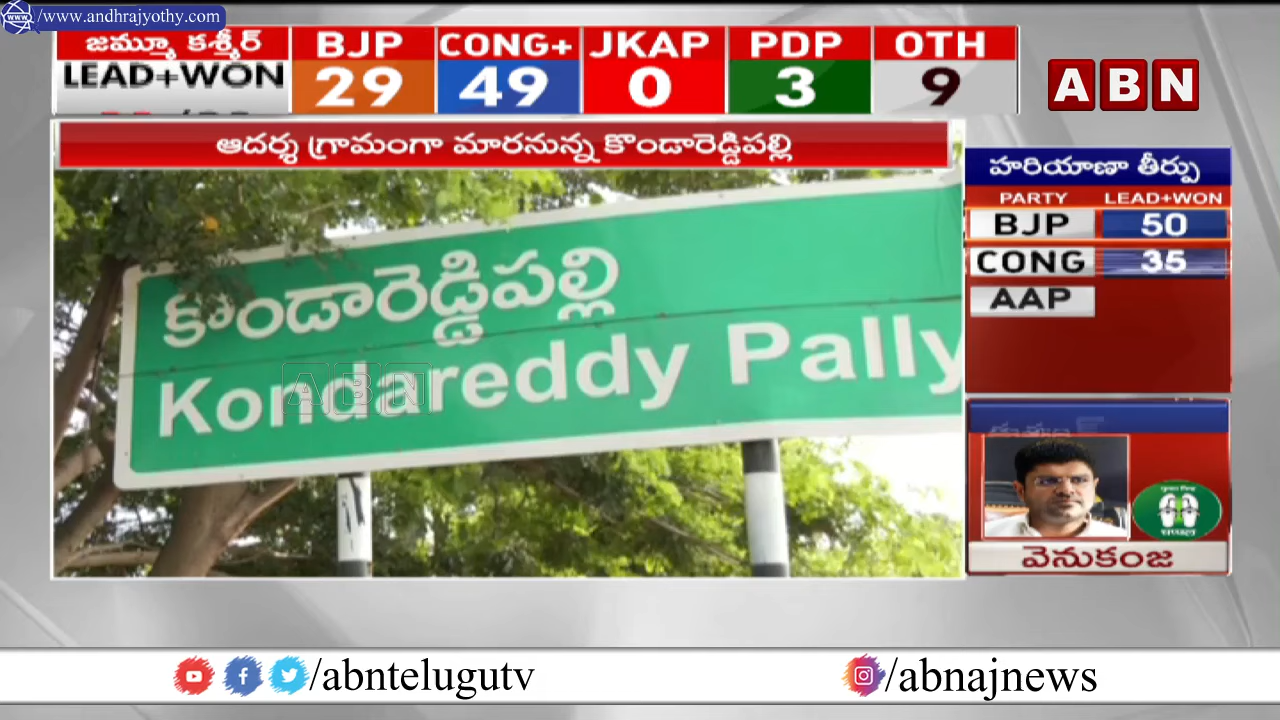 //www.andhrajyothy.com
జమ్మూ కశ్మీర్
LEAD+WON
BJP
29
CONG+
49
JKAP
0
PDP
3
OTH
9
ABN
ఆదర్శ గ్రామంగా మారనున్న కొండారెడ్డిపల్లి
హరియాణా తీర్పు
PARTY LEAD+WON
BJP 50
CONG 35
AAP
కొండారెడ్డిపల్లి
Kondareddy Pally
ABN
వెనుకంజ
/abntelugutv
/abnajnews